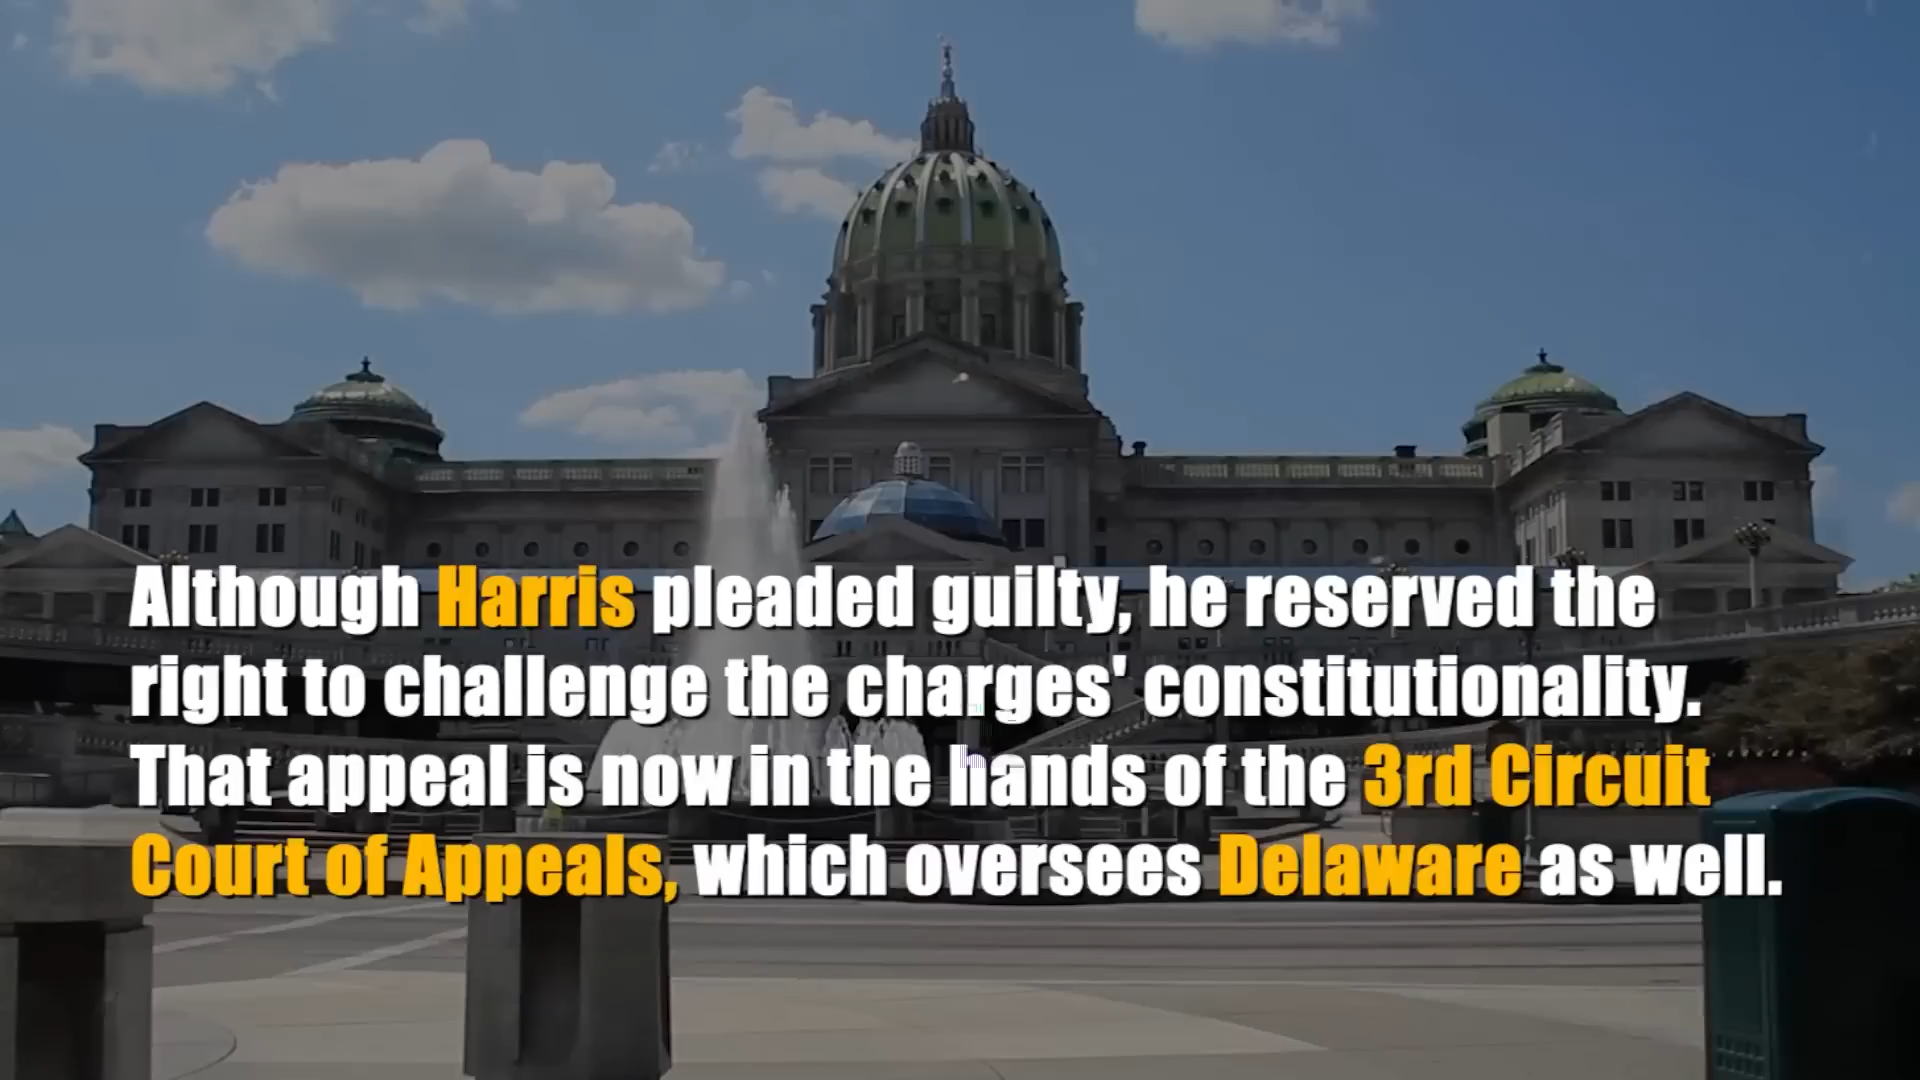 Although Harris pleaded guilty, he reserved the
right to challenge the charges' constitutionality.
That appeal is now in the hands of the 3rd Circuit
Court of Appeals, which oversees Delaware as well.